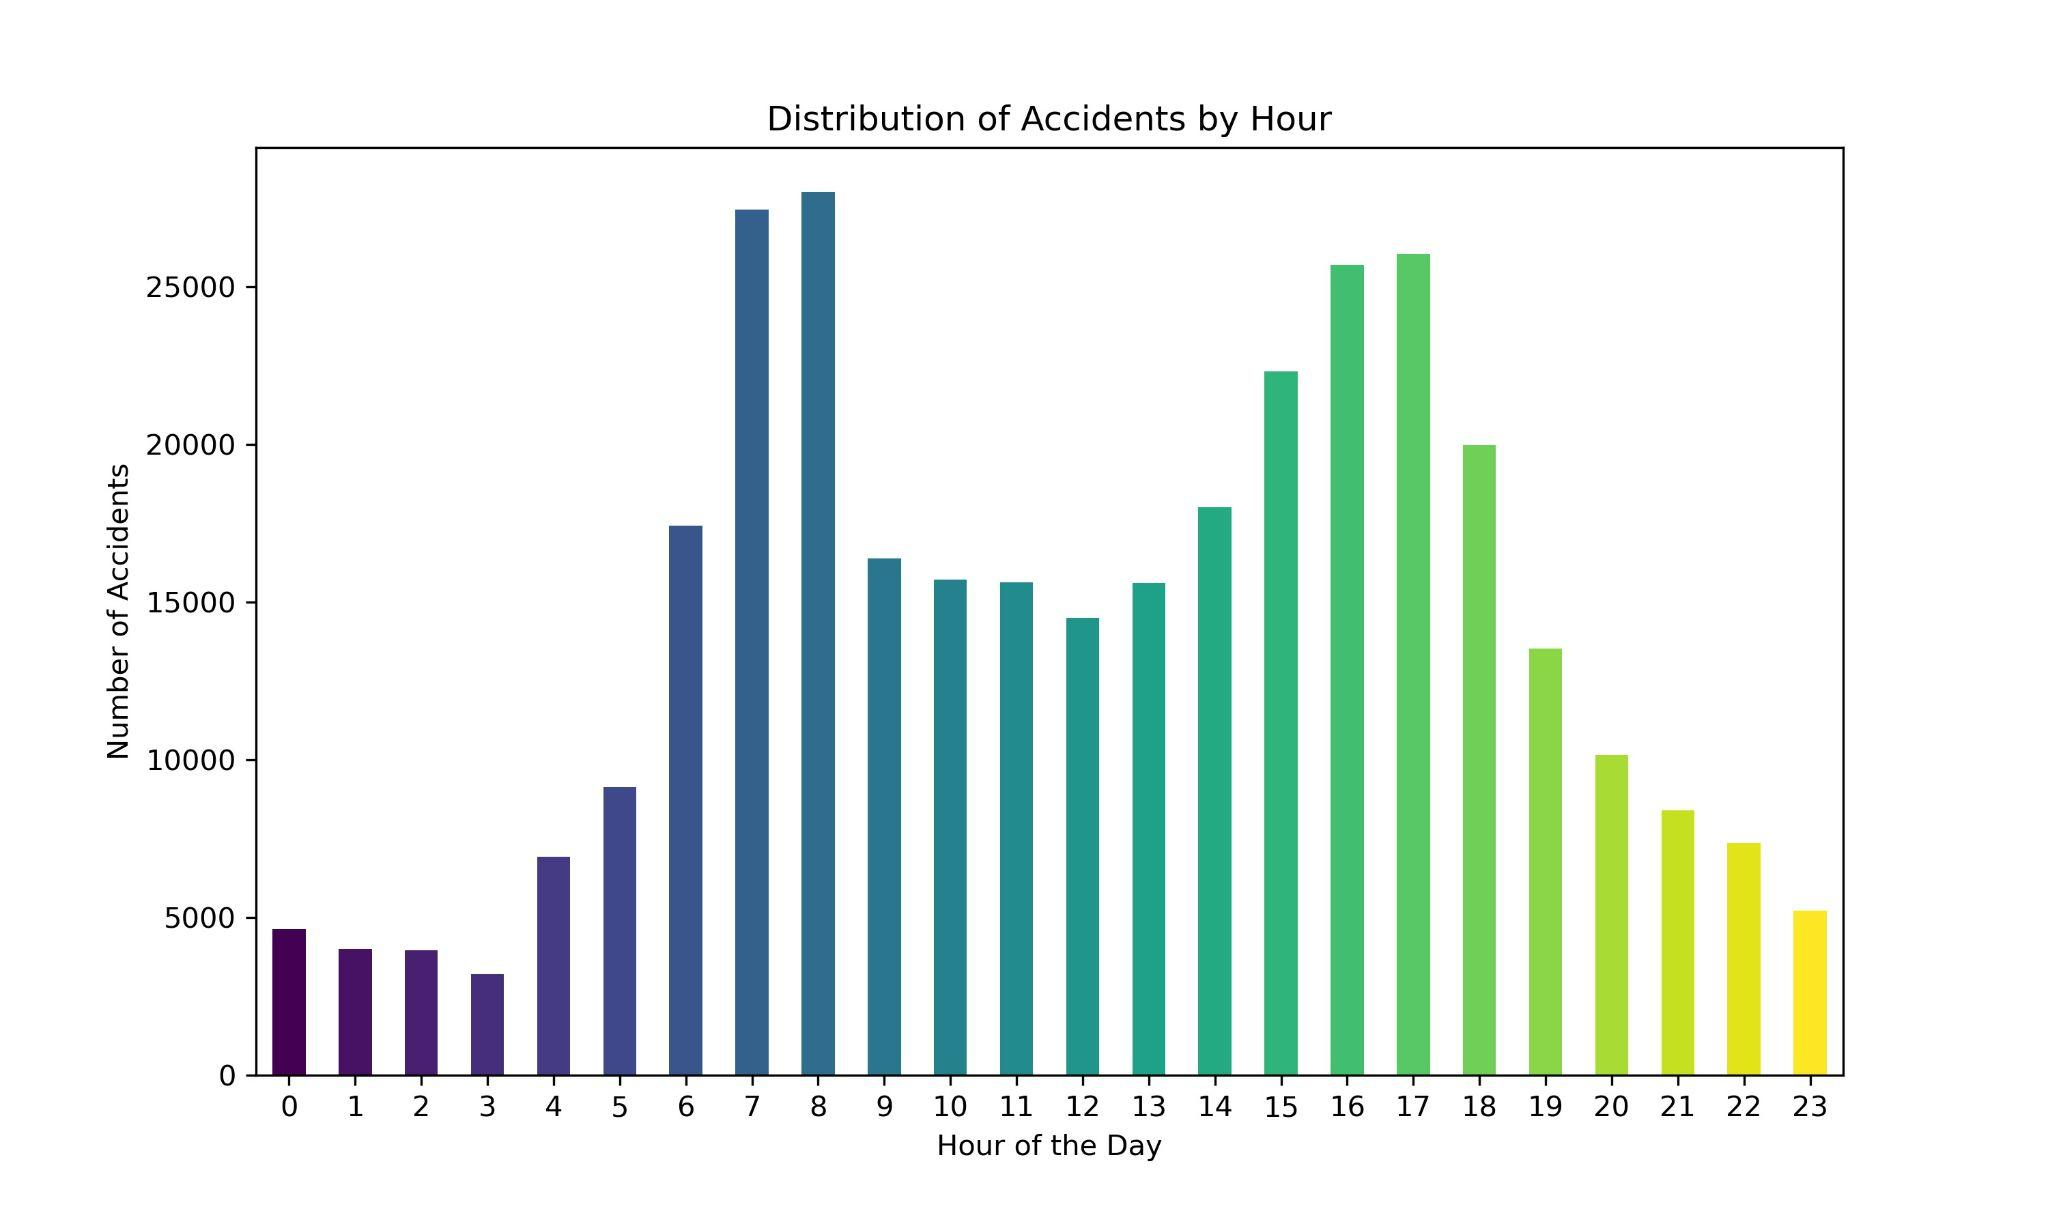 Distribution of Accidents by Hour
Number of Accidents
25000
20000
15000
10000
5000
0
0 1 2 3 4 5 6 7 8 9 10 11 12 13 14 15 16 17 18 19 20 21 22 23
Hour of the Day